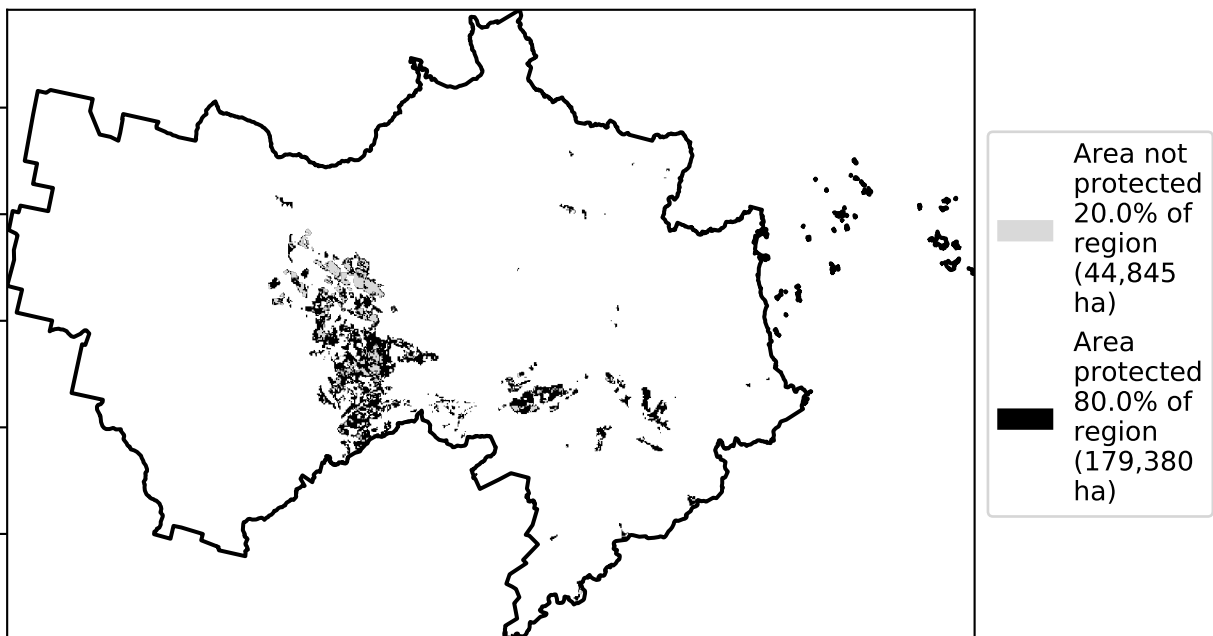 Area not
protected
20.0% of
region
(44,845
ha)
Area
protected
80.0% of
region
(179,380
ha)